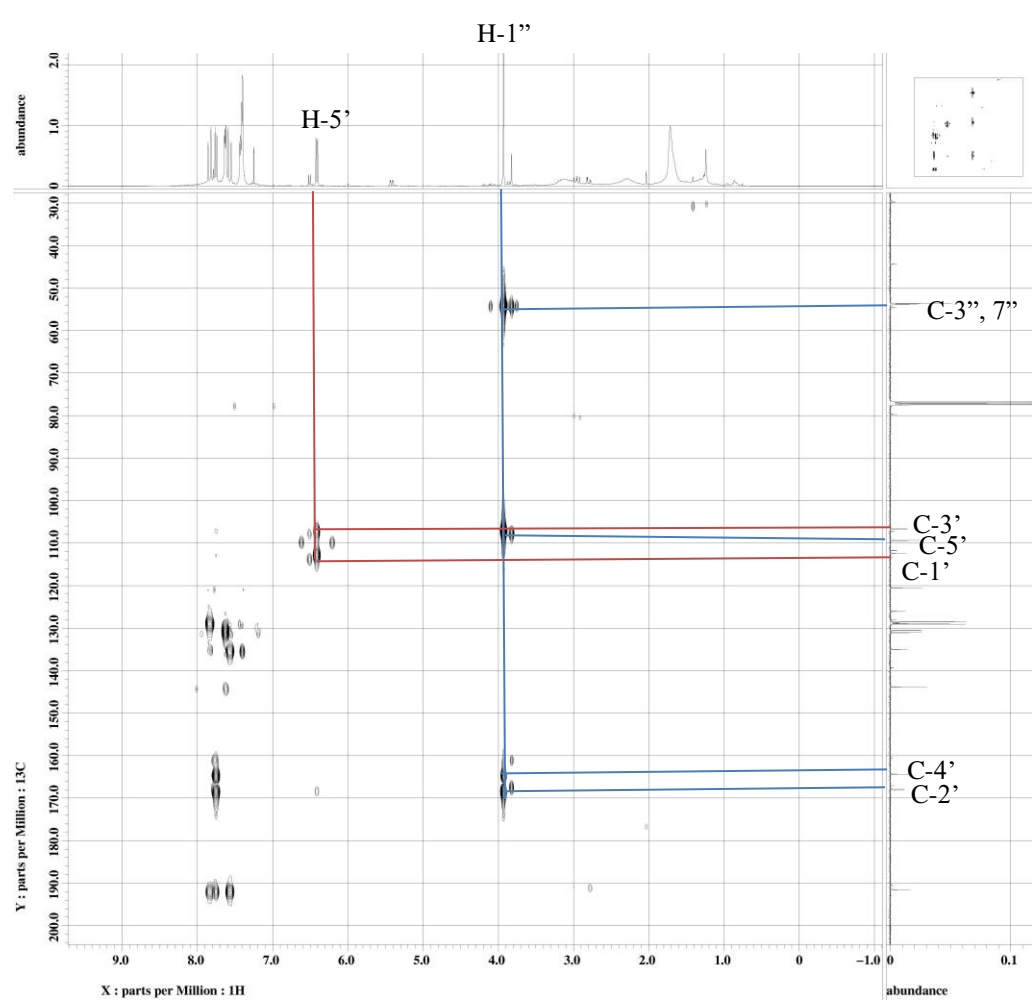 H-1”
abundance
0 1.0 2.0
H-5’
C-3”, 7”
C-3’
C-5’
C-1’
C-4’
C-2’
Y : parts per Million : 13C
30.0
40.0
50.0
60.0
70.0
80.0
90.0
100.0
110.0
120.0
130.0
140.0
150.0
160.0
170.0
180.0
190.0
200.0
9.0 8.0 7.0 6.0 5.0 4.0 3.0 2.0 1.0 0 −1.0 0 0.1
X : parts per Million : 1H
abundance